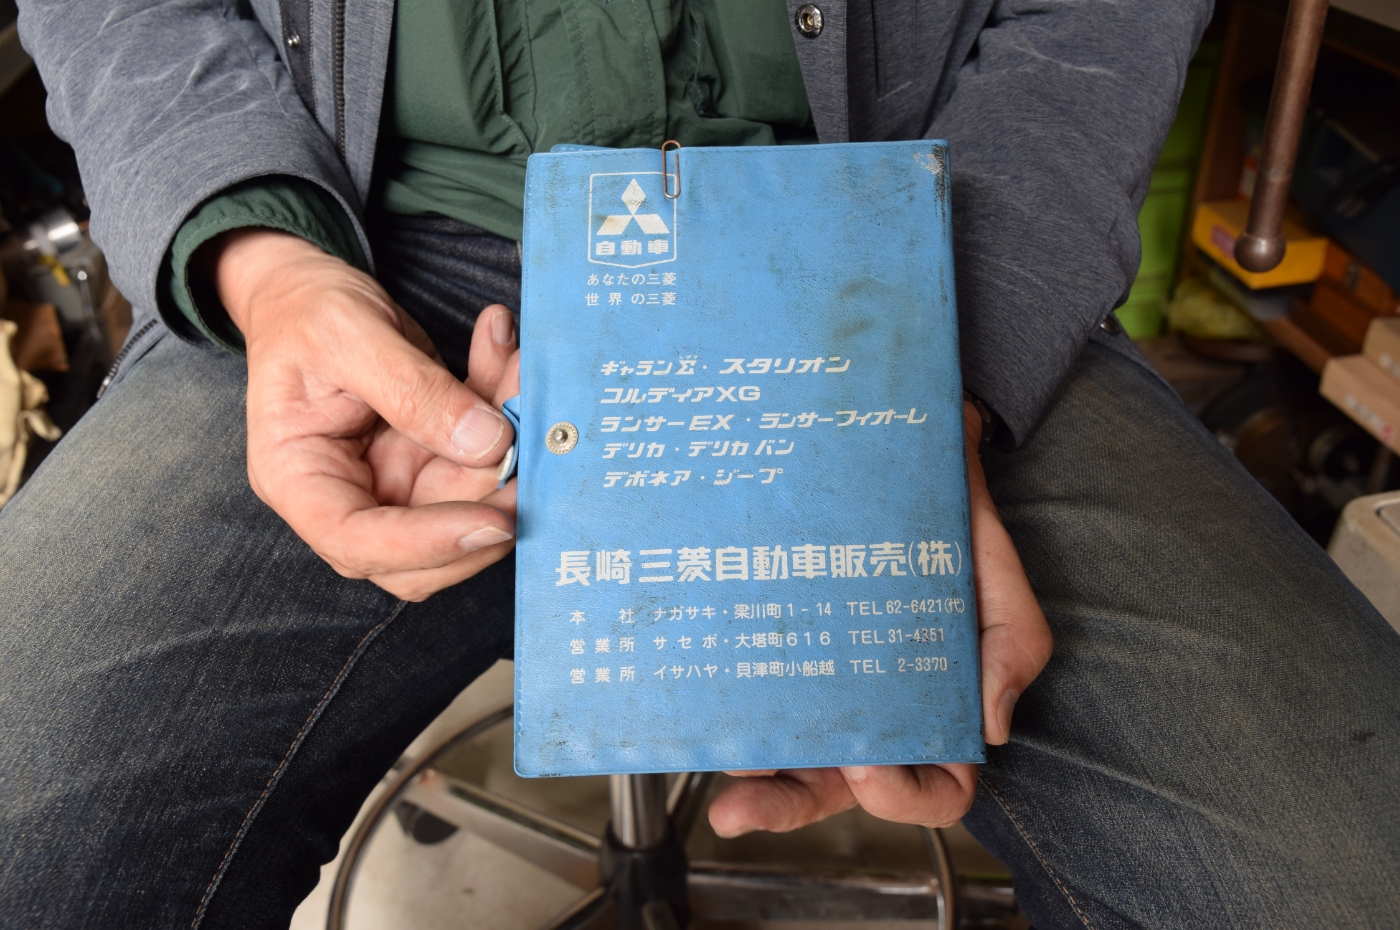 自動車
あなたの三菱
世界の三菱
ギャランΣ・スタリオン
コルディアXG
ランサーEX・ランサーフィオーレ
デリカ・デリカバン
デボネア・ジープ
長崎三菱自動車販売(株)
本社 ナガサキ・梁川町1-14 TEL62-6421(代)
営業所 サセボ・大塔町616 TEL31-4351
営業所 イサハヤ・貝津町小船越 TEL 2-3370